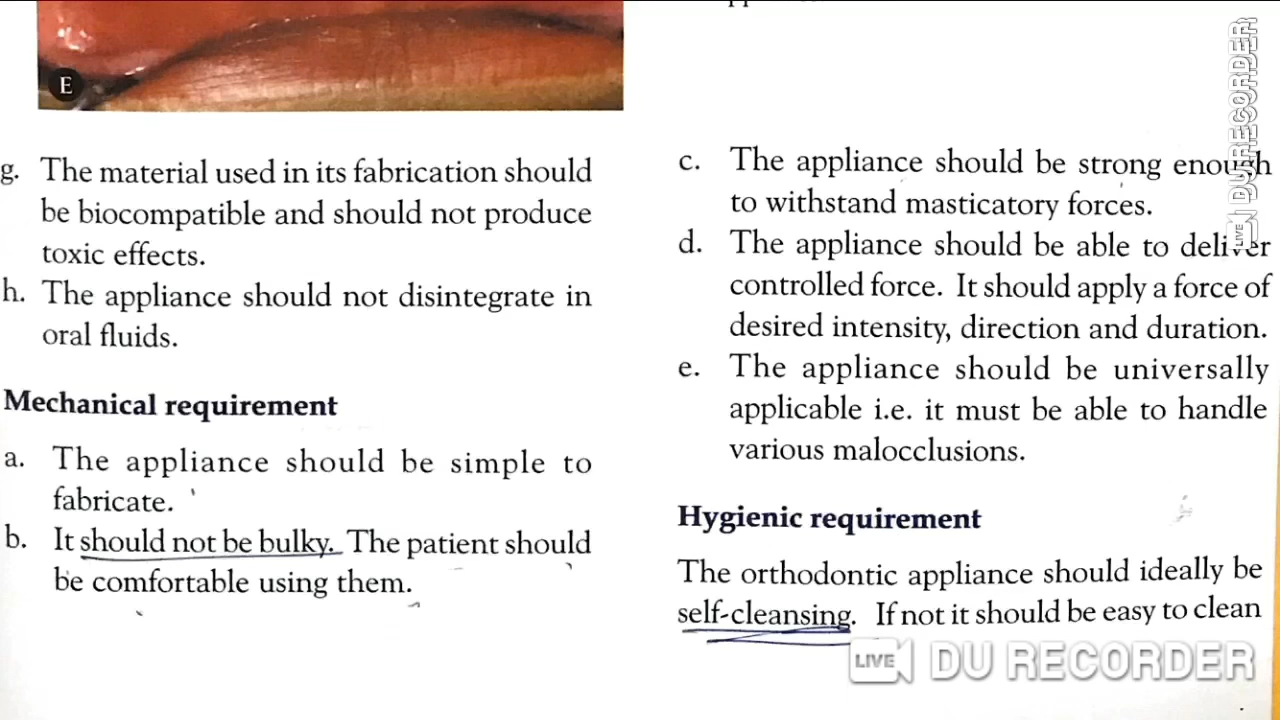 E
g. The material used in its fabrication should
be biocompatible and should not produce
toxic effects.
h. The appliance should not disintegrate in
oral fluids.
Mechanical requirement
a. The appliance should be simple to
fabricate.
b. It should not be bulky. The patient should
be comfortable using them.
c. The appliance should be strong enough
to withstand masticatory forces.
d. The appliance should be able to deliver
controlled force. It should apply a force of
desired intensity, direction and duration.
e. The appliance should be universally
applicable i.e. it must be able to handle
various malocclusions.
Hygienic requirement
The orthodontic appliance should ideally be
self-cleansing. If not it should be easy to clean
LIVE DU RECORDER
LIVE DU RECORDER